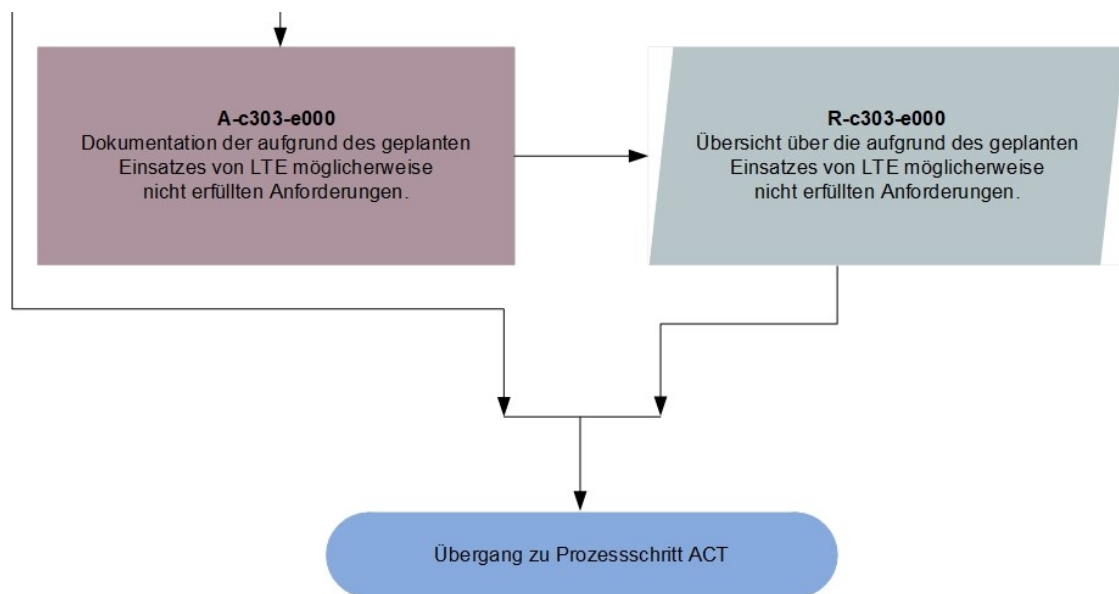 A-c303-e000
Dokumentation der aufgrund des geplanten
Einsatzes von LTE möglicherweise
nicht erfüllten Anforderungen.
R-c303-e000
Übersicht über die aufgrund des geplanten
Einsatzes von LTE möglicherweise
nicht erfüllten Anforderungen.
Übergang zu Prozessschritt ACT